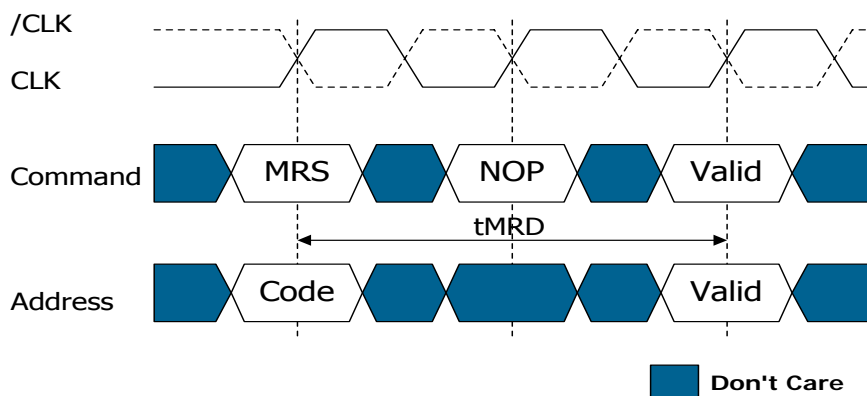 /CLK
CLK
Command MRS NOP Valid
tMRD
Address Code Valid
Don't Care